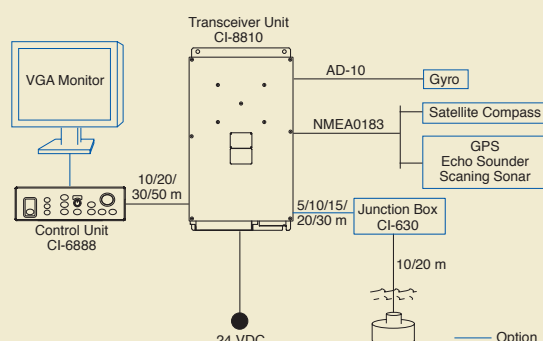 Transceiver Unit
CI-8810
VGA Monitor
AD-10
Gyro
NMEA0183
Satellite Compass
GPS
Echo Sounder
Scaning Sonar
10/20/
30/50 m
5/10/15/
20/30 m
Junction Box
CI-630
Control Unit
CI-6888
10/20 m
24 VDC
Option